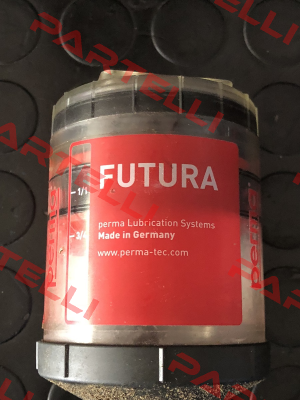 FUTURA
perma Lubrication Systems
Made in Germany
www.perma-tec.com
perma
PARTELLI